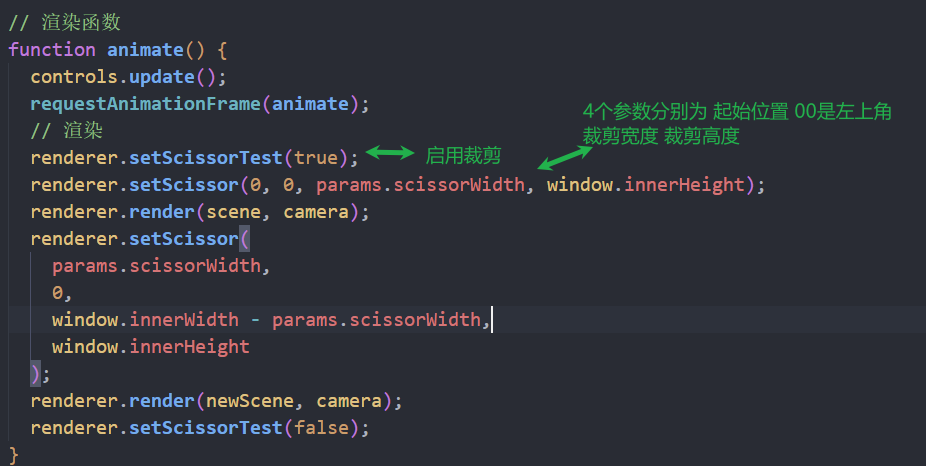 // 渲染函数
function animate() {
controls.update();
requestAnimationFrame(animate);
// 渲染
4个参数分别为 起始位置 00是左上角
裁剪宽度 裁剪高度
renderer.setScissorTest(true);
启用裁剪
renderer.setScissor(0, 0, params.scissorWidth, window.innerHeight);
renderer.render(scene, camera);
renderer.setScissor(
params.scissorWidth,
0,
window.innerWidth - params.scissorWidth,
window.innerHeight
);
renderer.render(newScene, camera);
renderer.setScissorTest(false);
}